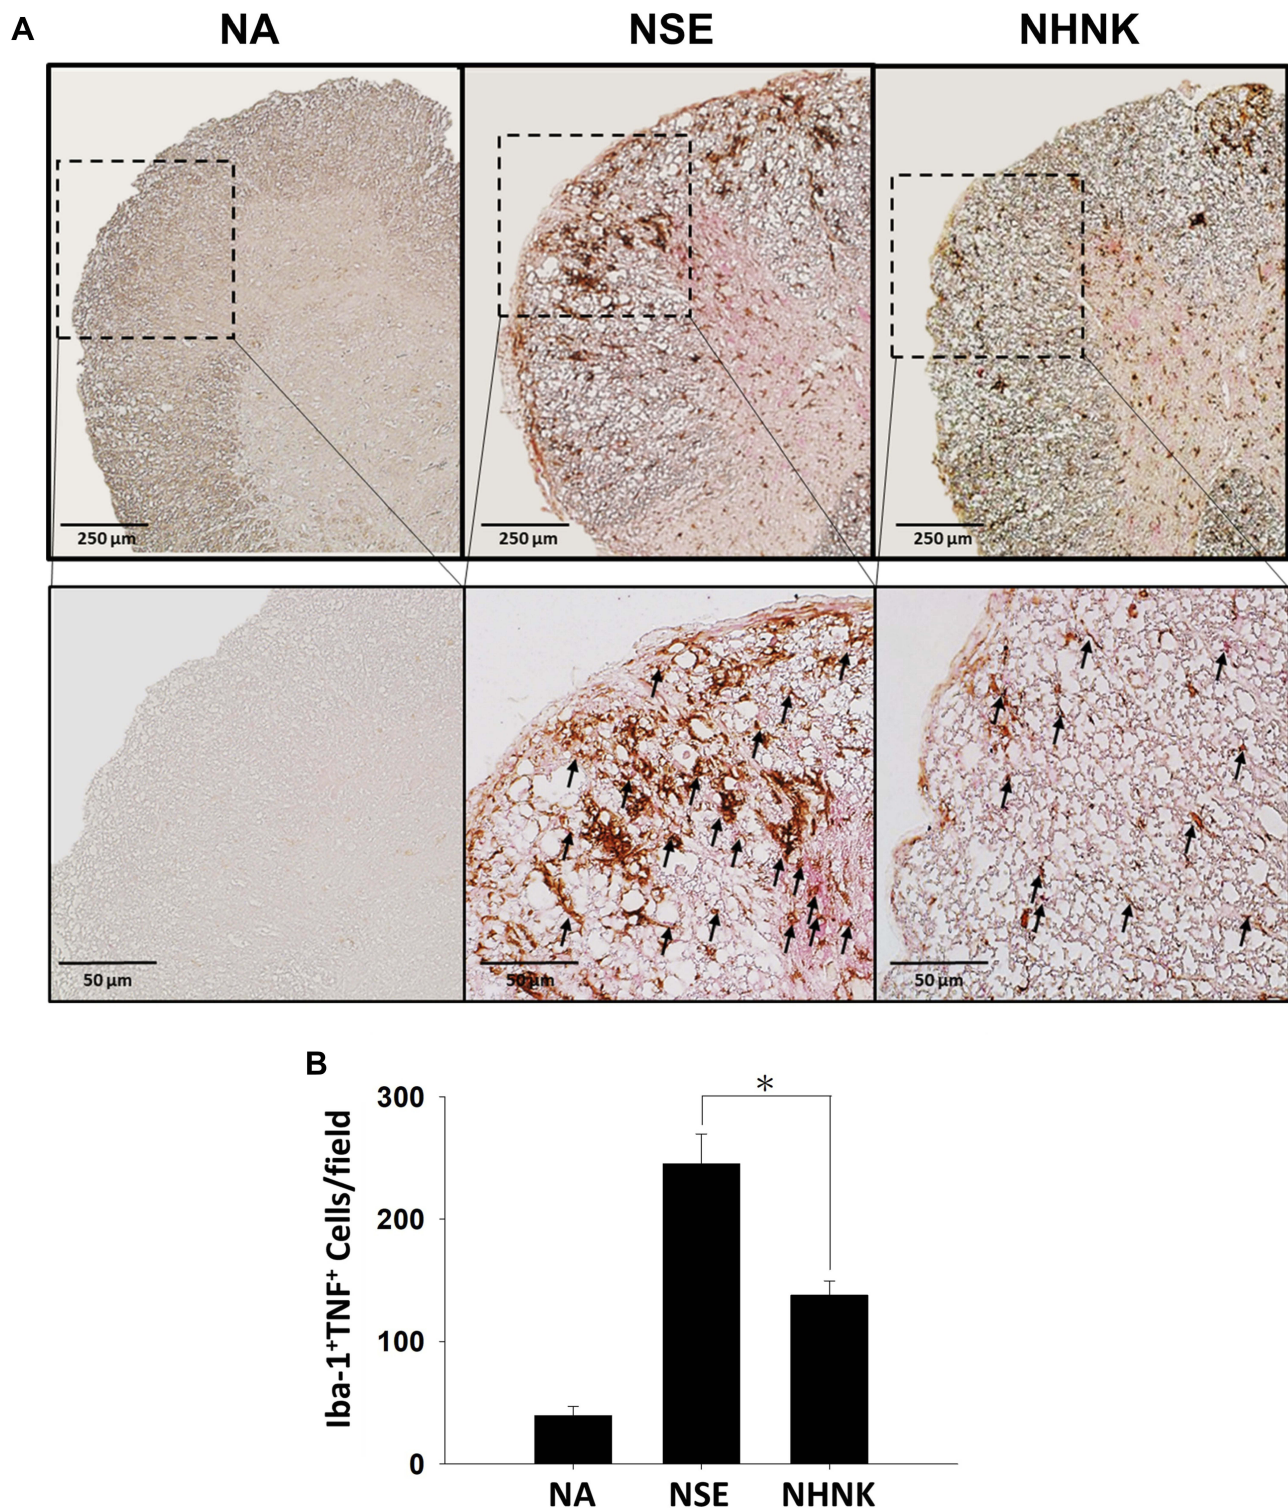 A
NA NSE NHNK
250 µm 250 µm 250 µm
50 µm 50 µm 50 µm
B
*
300
200
100
0
Iba-1⁺TNF⁺ Cells/field
NA NSE NHNK